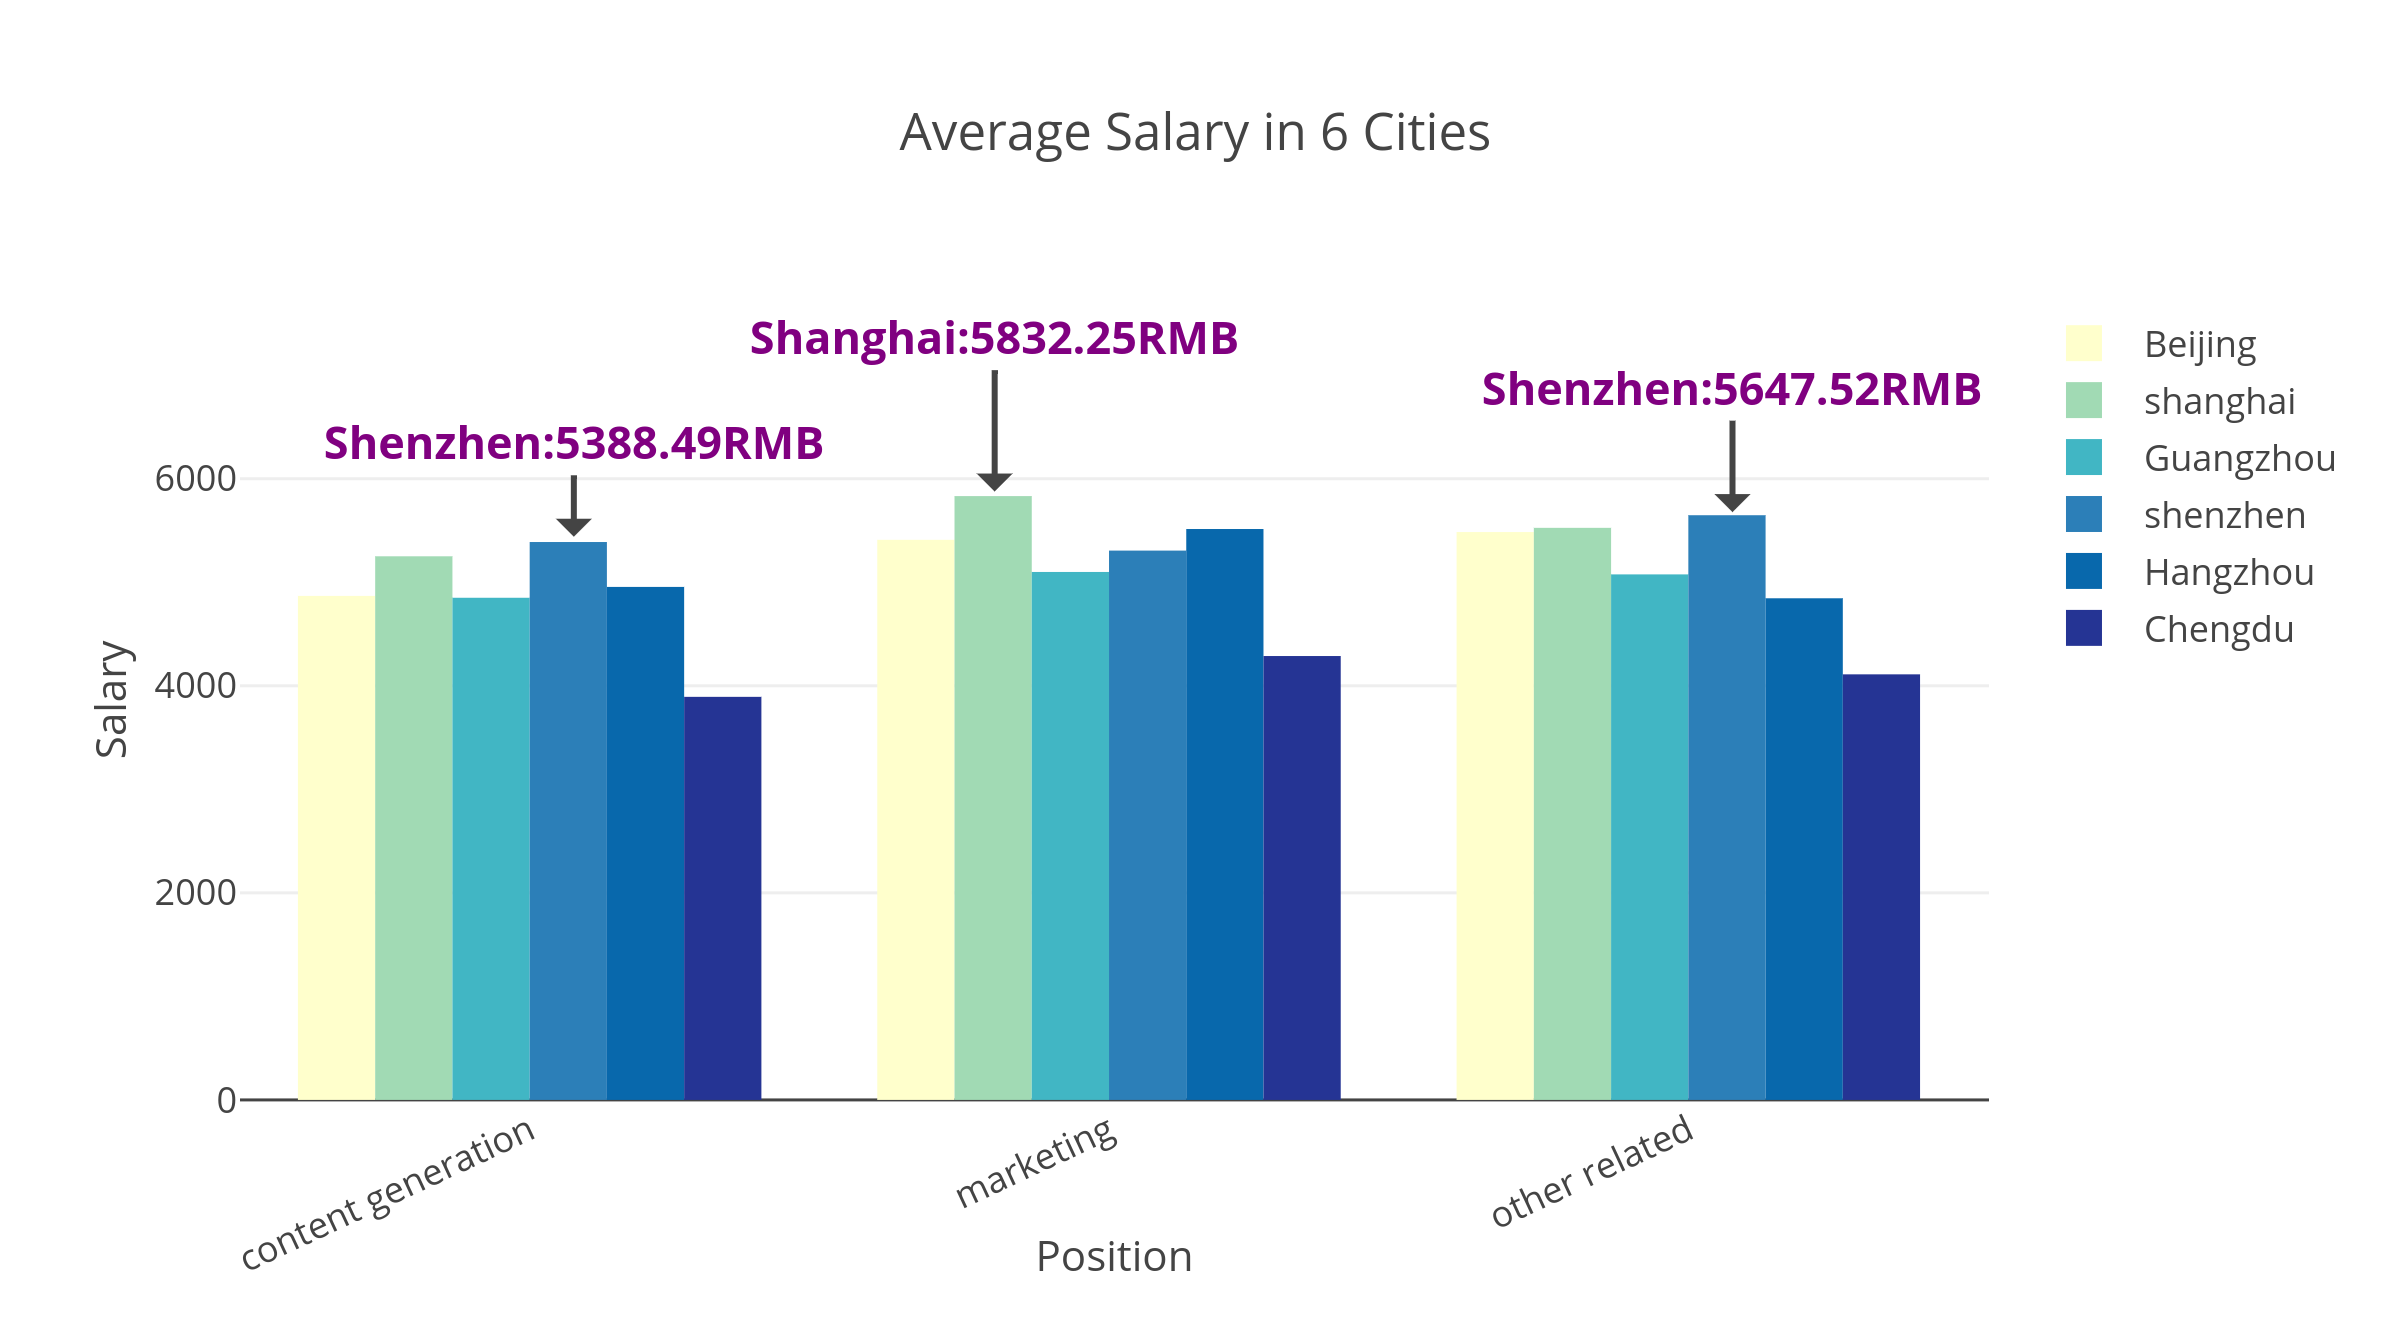 Average Salary in 6 Cities
Shanghai:5832.25RMB
Shenzhen:5647.52RMB
Shenzhen:5388.49RMB
Beijing
shanghai
Guangzhou
shenzhen
Hangzhou
Chengdu
6000
4000
2000
0
Salary
content generation
marketing
other related
Position